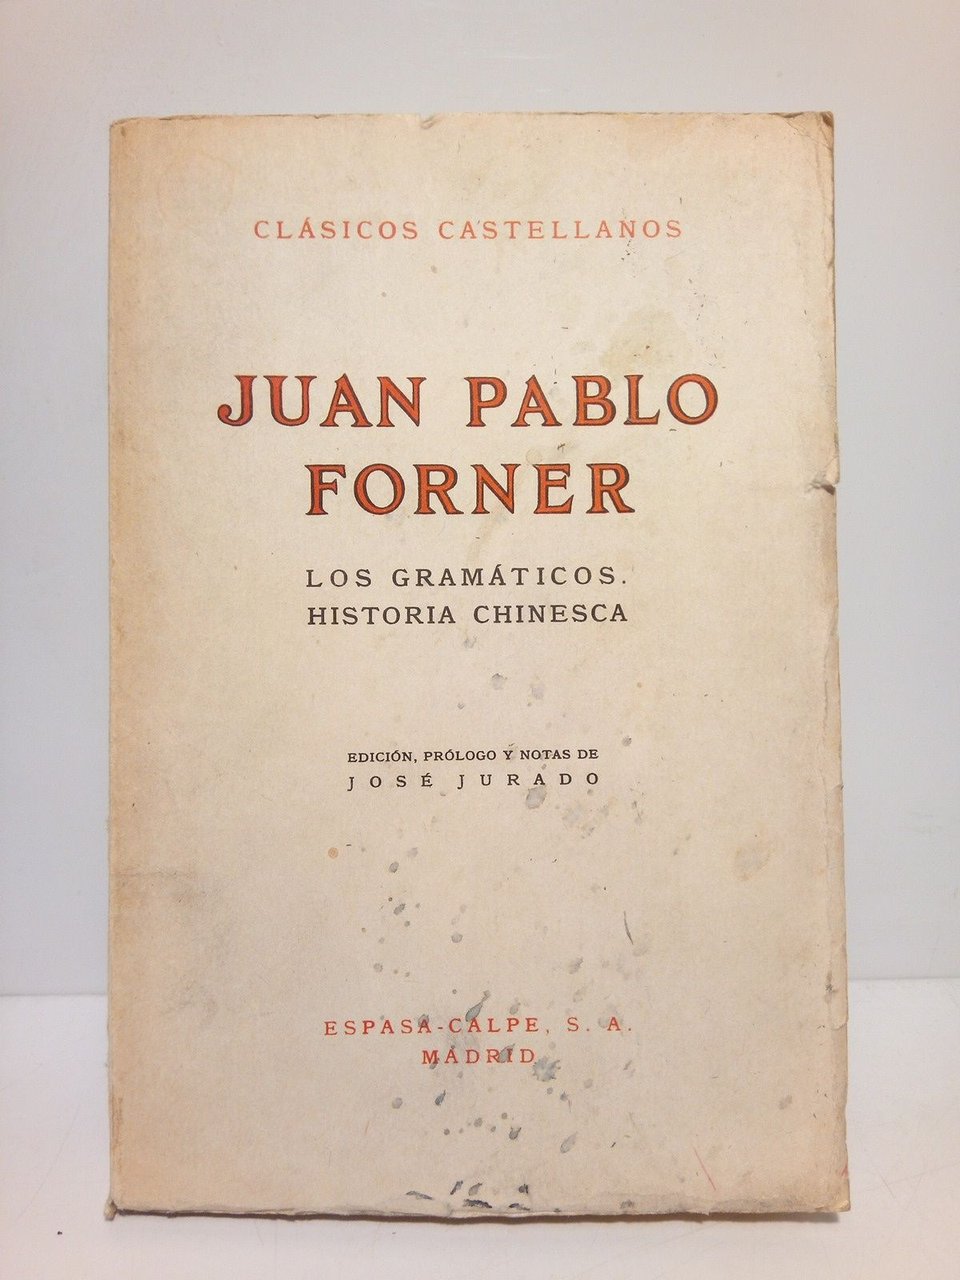 CLÁSICOS CASTELLANOS
JUAN PABLO
FORNER
LOS GRAMÁTICOS.
HISTORIA CHINESCA
EDICIÓN, PRÓLOGO Y NOTAS DE
JOSÉ JURADO
ESPASA-CALPE, S. A.
MADRID